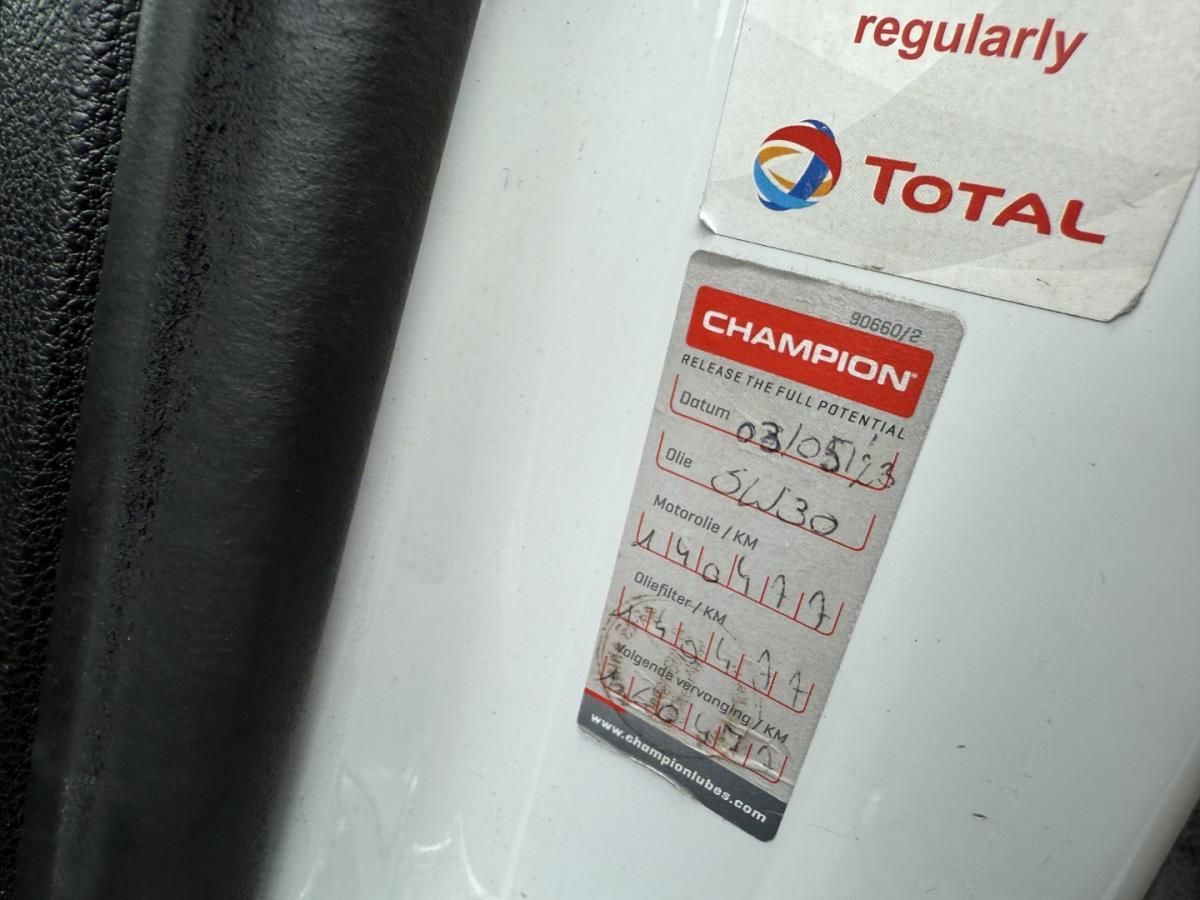 regularly
TOTAL
90660/2
CHAMPION™
RELEASE THE FULL POTENTIAL
Datum 03/05/23
Olie 5W30
Motorolie / KM
140477
Oliefilter / KM
140477
Volgende vervanging / KM
www.championlubes.com